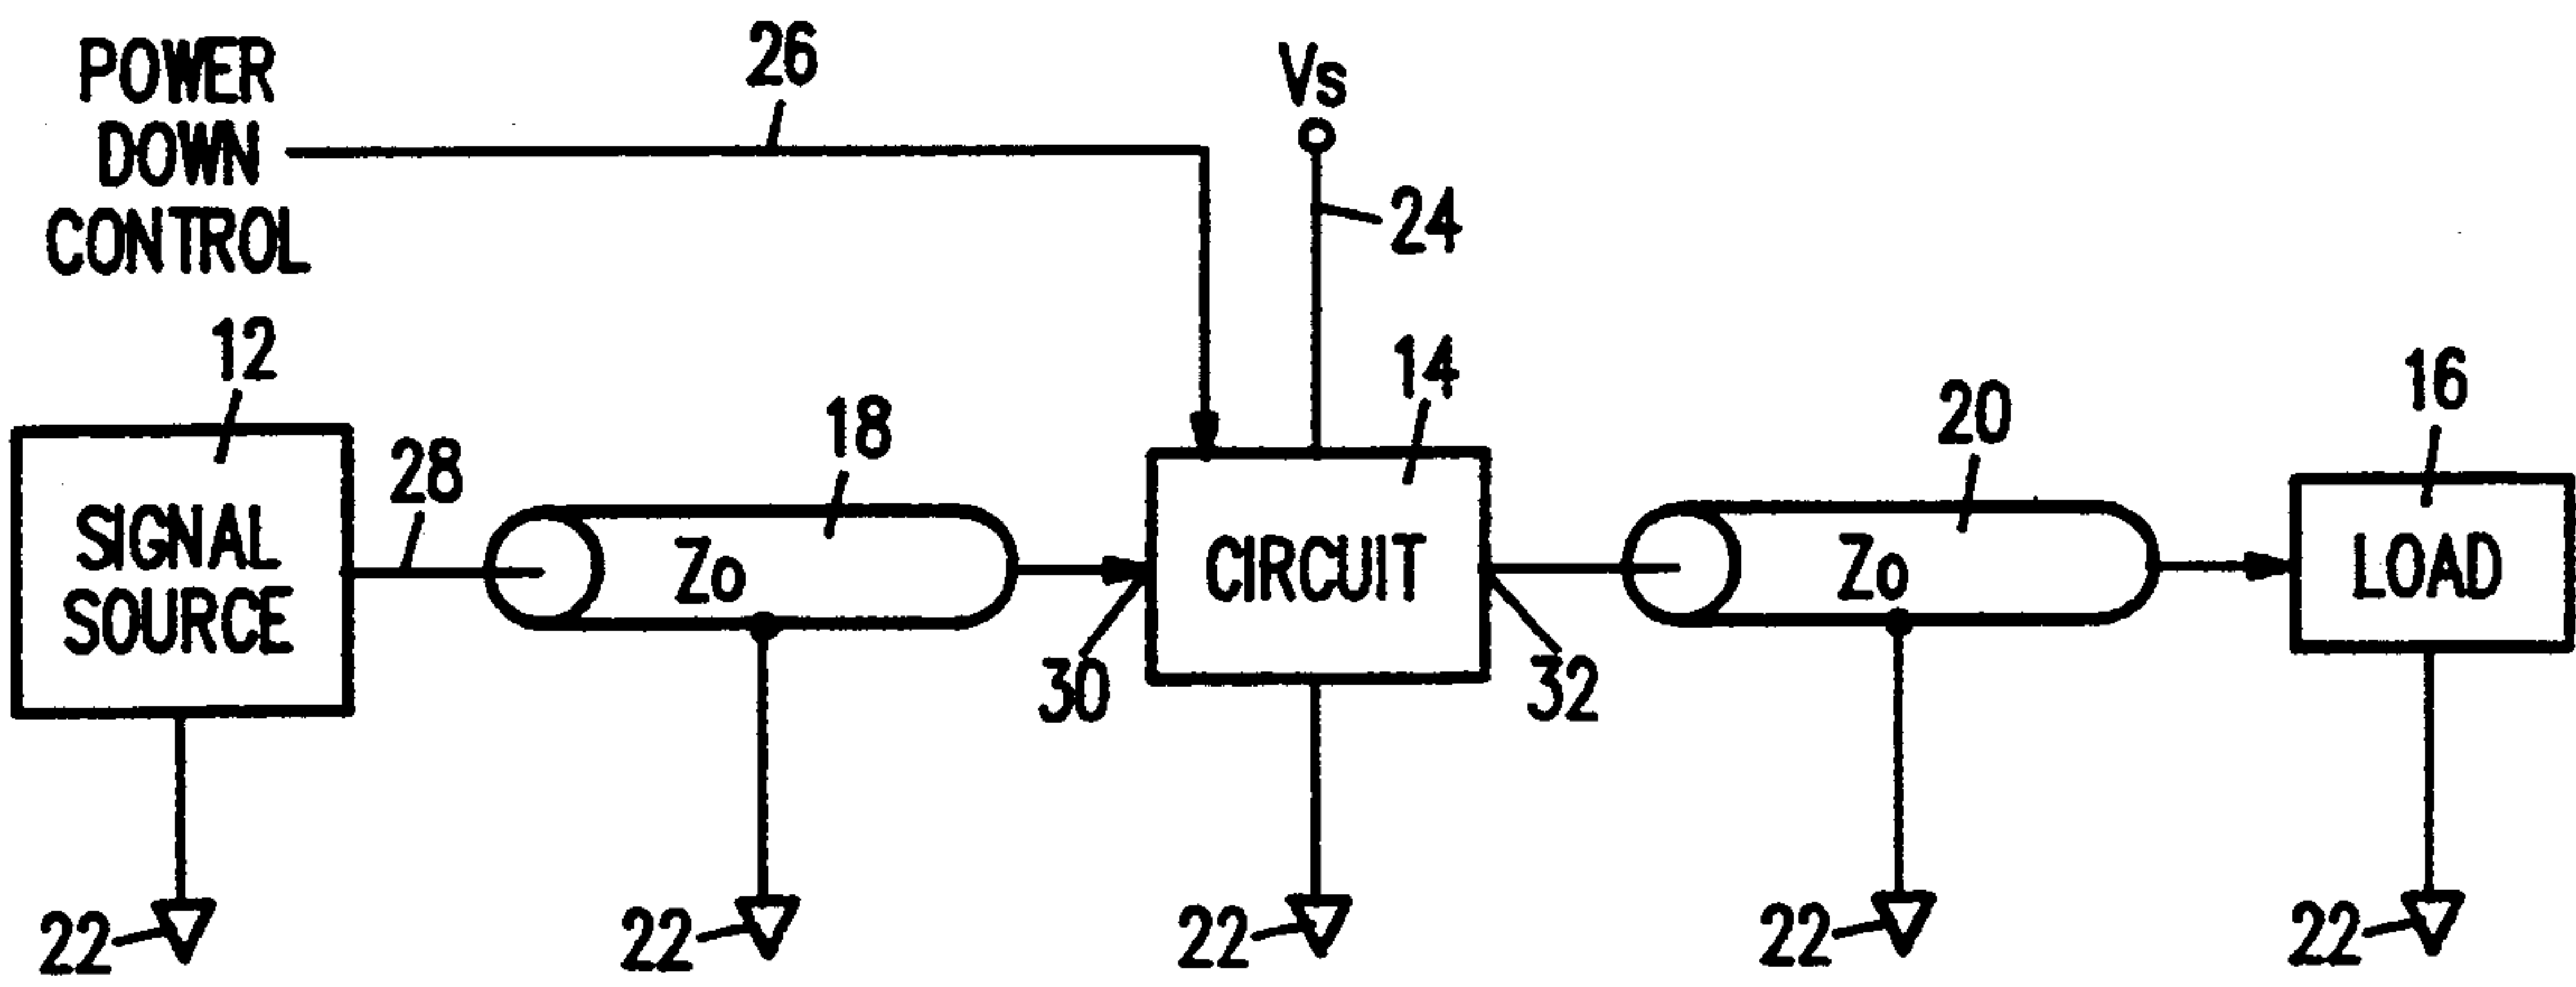 POWER
DOWN
CONTROL
26
Vs
24
12
SIGNAL
SOURCE
28
18
Zo
30
14
CIRCUIT
32
20
Zo
16
LOAD
22
22
22
22
22